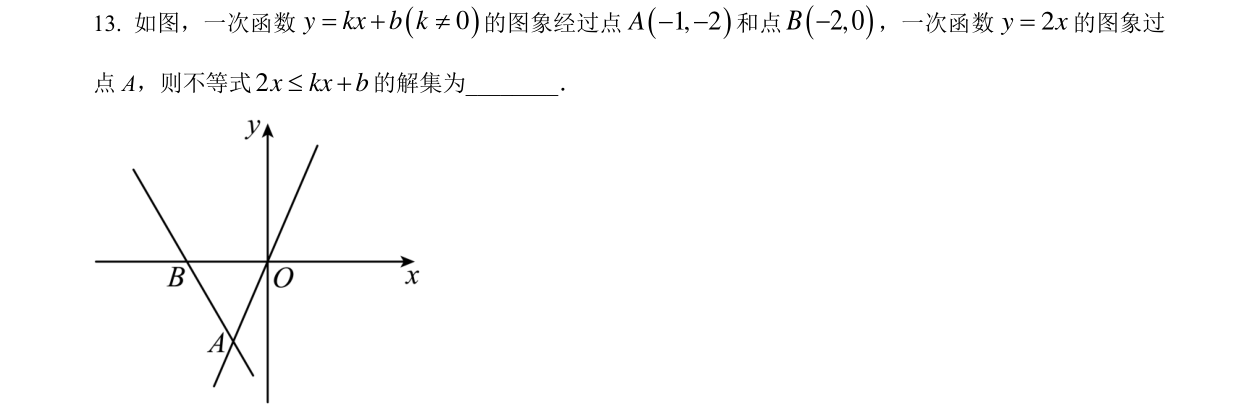 13. 如图，一次函数 y = kx + b(k ≠ 0) 的图象经过点 A(−1,−2) 和点 B(−2,0)，一次函数 y = 2x 的图象过
点 A，则不等式 2x ≤ kx + b 的解集为________．
y
B
O
x
A